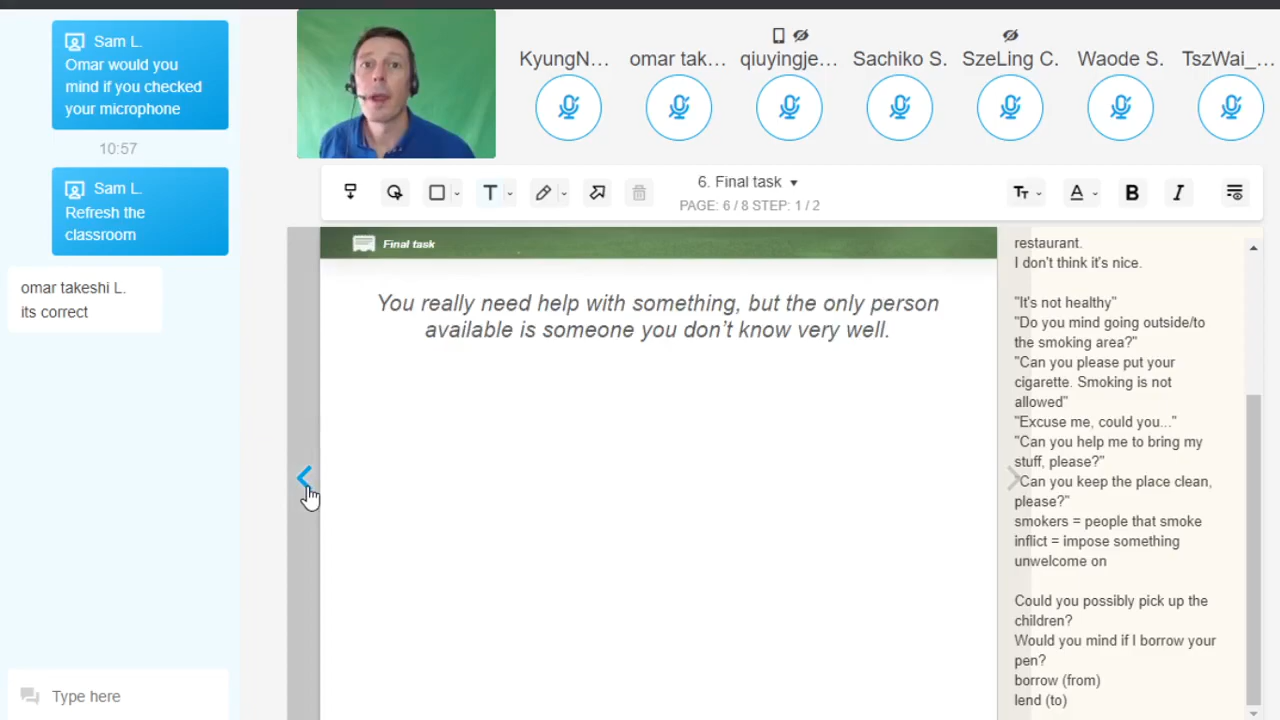 Sam L.
Omar would you
mind if you checked
your microphone
10:57
Sam L.
Refresh the
classroom
omar takeshi L.
its correct
Type here
KyungN...
omar tak...
qiuyingje...
Sachiko S.
SzeLing C.
Waode S.
TszWai_...
6. Final task
PAGE: 6 / 8 STEP: 1 / 2
Final task
You really need help with something, but the only person
available is someone you don't know very well.
restaurant.
I don't think it's nice.
"It's not healthy"
"Do you mind going outside/to
the smoking area?"
"Can you please put your
cigarette. Smoking is not
allowed"
"Excuse me, could you..."
"Can you help me to bring my
stuff, please?"
"Can you keep the place clean,
please?"
smokers = people that smoke
inflict = impose something
unwelcome on
Could you possibly pick up the
children?
Would you mind if I borrow your
pen?
borrow (from)
lend (to)